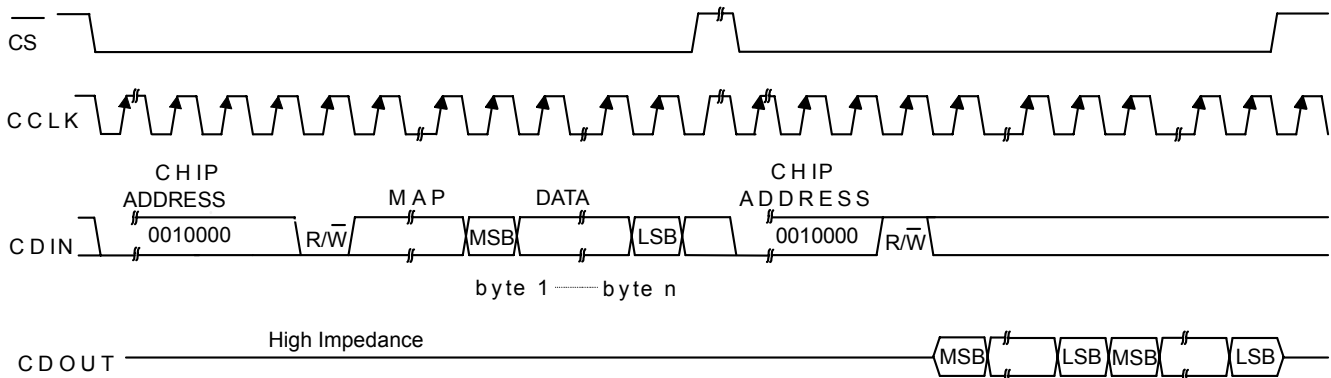 CS
CCLK
CHIP
ADDRESS
MAP
DATA
CHIP
ADDRESS
CDIN
0010000
R/W
MSB
LSB
0010000
R/W
byte 1
byte n
High Impedance
CDOUT
MSB
LSB
MSB
LSB